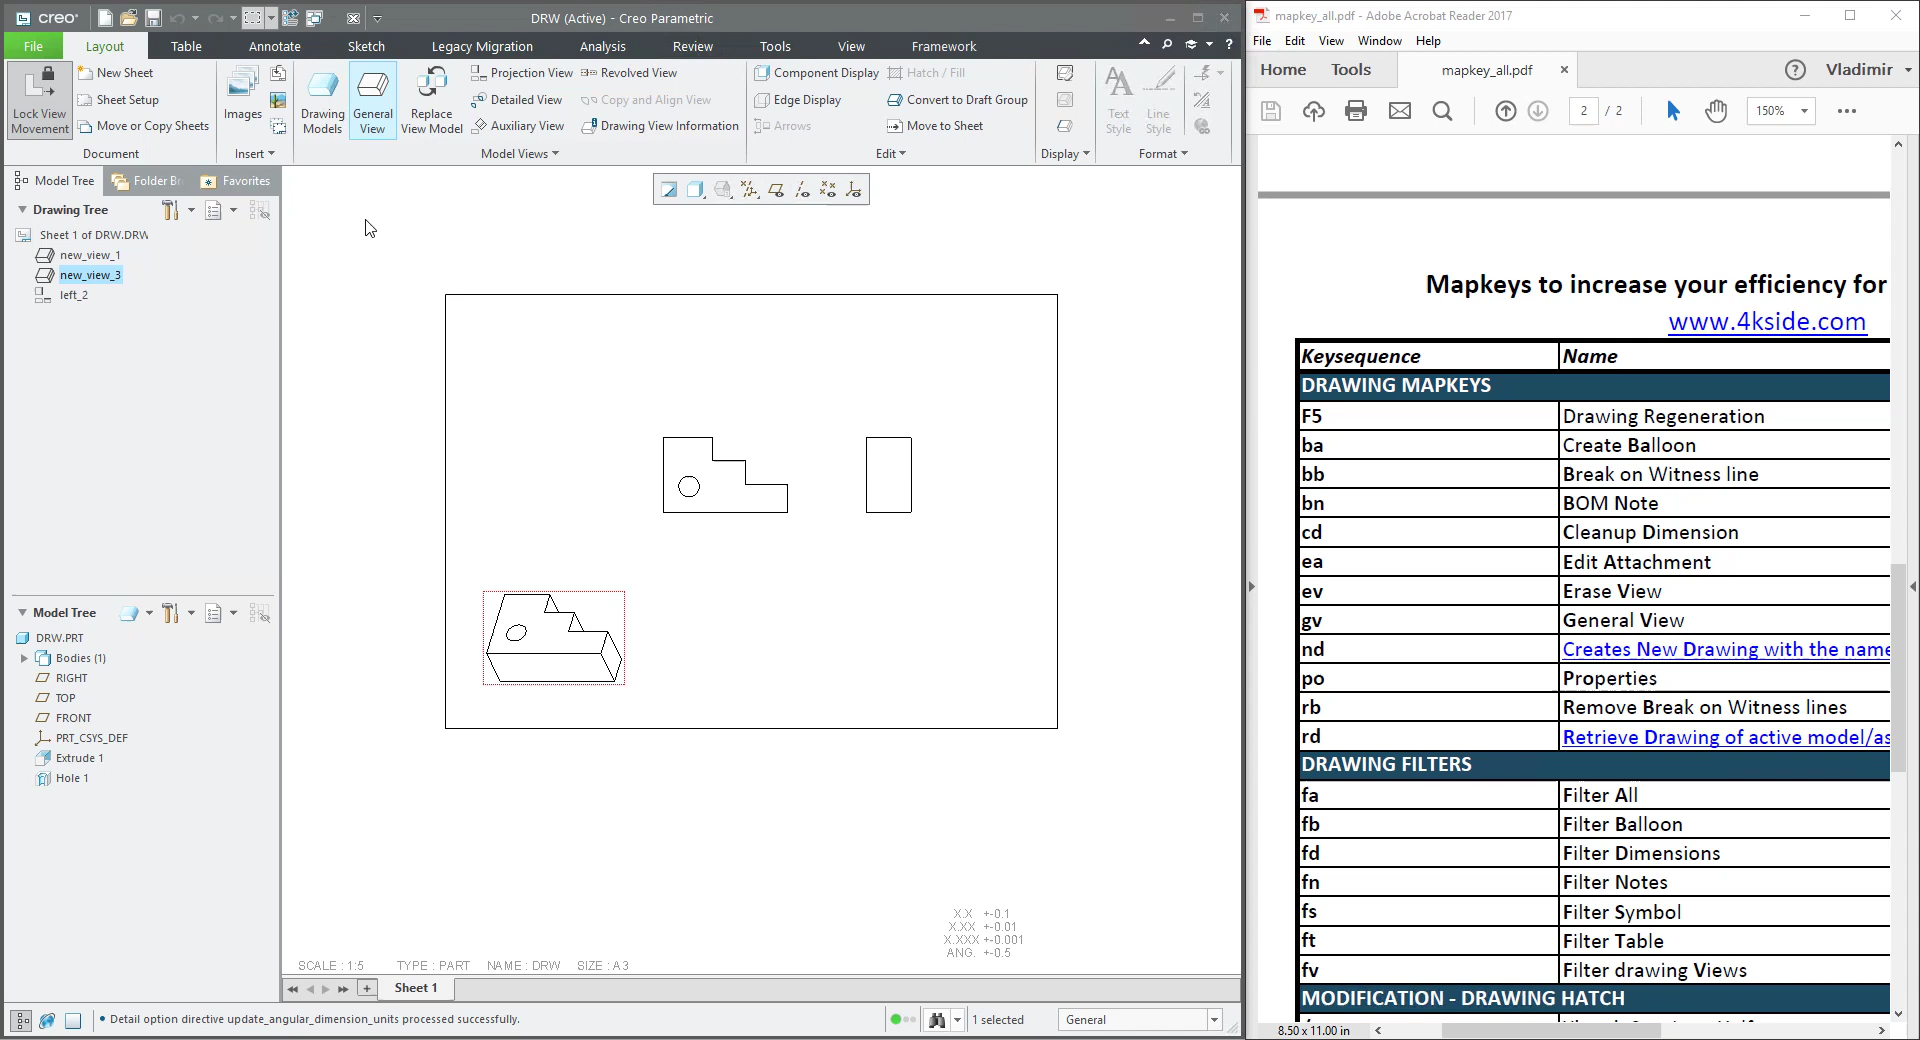 creo
DRW (Active) - Creo Parametric
File
Layout
Table
Annotate
Sketch
Legacy Migration
Analysis
Review
Tools
View
Framework
Lock View
Movement
New Sheet
Sheet Setup
Move or Copy Sheets
Document
Images
Insert
Drawing
Models
General
View
Replace
View Model
Projection View
Detailed View
Auxiliary View
Revolved View
Copy and Align View
Drawing View Information
Model Views
Component Display
Edge Display
Arrows
Hatch / Fill
Convert to Draft Group
Move to Sheet
Edit
Display
Text
Style
Line
Style
Format
Model Tree
Folder Br
Favorites
Drawing Tree
Sheet 1 of DRW.DRW
new_view_1
new_view_3
left_2
Model Tree
DRW.PRT
Bodies (1)
RIGHT
TOP
FRONT
PRT_CSYS_DEF
Extrude 1
Hole 1
X.X +-0.1
X.XX +-0.01
X.XXX +-0.001
ANG. +-0.5
SCALE : 1:5 TYPE : PART NAME : DRW SIZE : A3
Sheet 1
• Detail option directive update_angular_dimension_units processed successfully.
1 selected
General
mapkey_all.pdf - Adobe Acrobat Reader 2017
File Edit View Window Help
Home
Tools
mapkey_all.pdf
Vladimir
2 / 2
150%
Mapkeys to increase your efficiency for
www.4kside.com
Keysequence Name
DRAWING MAPKEYS
F5 Drawing Regeneration
ba Create Balloon
bb Break on Witness line
bn BOM Note
cd Cleanup Dimension
ea Edit Attachment
ev Erase View
gv General View
nd Creates New Drawing with the name
po Properties
rb Remove Break on Witness lines
rd Retrieve Drawing of active model/as
DRAWING FILTERS
fa Filter All
fb Filter Balloon
fd Filter Dimensions
fn Filter Notes
fs Filter Symbol
ft Filter Table
fv Filter drawing Views
MODIFICATION - DRAWING HATCH
8.50 x 11.00 in